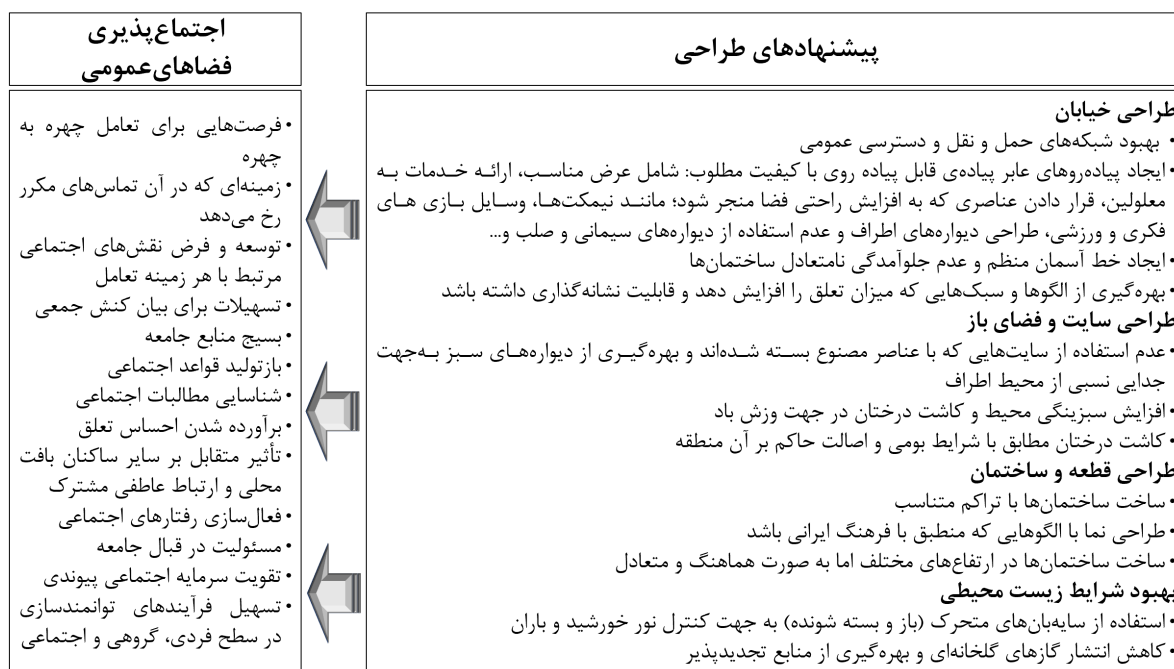 پیشنهادهای طراحی
طراحی خیابان
• بهبود شبکه‌های حمل و نقل و دسترسی عمومی
• ایجاد پیاده‌روهای عابر پیاده‌ی قابل پیاده روی با کیفیت مطلوب: شامل عرض مناسب، ارائه خدمات به
معلولین، قرار دادن عناصری که به افزایش راحتی فضا منجر شود؛ مانند نیمکت‌ها، وسایل بازی های
فکری و ورزشی، طراحی دیواره‌های اطراف و عدم استفاده از دیواره‌های سیمانی و صلب و...
• ایجاد خط آسمان منظم و عدم جلوآمدگی نامتعادل ساختمان‌ها
• بهره‌گیری از الگوها و سبک‌هایی که میزان تعلق را افزایش دهد و قابلیت نشانه‌گذاری داشته باشد
طراحی سایت و فضای باز
• عدم استفاده از سایت‌هایی که با عناصر مصنوع بسته شده‌اند و بهره‌گیری از دیواره‌های سبز به‌جهت
جدایی نسبی از محیط اطراف
• افزایش سبزینگی محیط و کاشت درختان در جهت وزش باد
• کاشت درختان مطابق با شرایط بومی و اصالت حاکم بر آن منطقه
طراحی قطعه و ساختمان
• ساخت ساختمان‌ها با تراکم متناسب
• طراحی نما با الگوهایی که منطبق با فرهنگ ایرانی باشد
• ساخت ساختمان‌ها در ارتفاع‌های مختلف اما به صورت هماهنگ و متعادل
بهبود شرایط زیست محیطی
• استفاده از سایه‌بان‌های متحرک (باز و بسته شونده) به جهت کنترل نور خورشید و باران
• کاهش انتشار گازهای گلخانه‌ای و بهره‌گیری از منابع تجدیدپذیر
اجتماع‌پذیری
فضاهای‌عمومی
• فرصت‌هایی برای تعامل چهره به
چهره
• زمینه‌ای که در آن تماس‌های مکرر
رخ می‌دهد
• توسعه و فرض نقش‌های اجتماعی
مرتبط با هر زمینه تعامل
• تسهیلات برای بیان کنش جمعی
• بسیج منابع جامعه
• بازتولید قواعد اجتماعی
• شناسایی مطالبات اجتماعی
• برآورده شدن احساس تعلق
• تأثیر متقابل بر سایر ساکنان بافت
محلی و ارتباط عاطفی مشترک
• فعال‌سازی رفتارهای اجتماعی
• مسئولیت در قبال جامعه
• تقویت سرمایه اجتماعی پیوندی
• تسهیل فرآیندهای توانمندسازی
در سطح فردی، گروهی و اجتماعی